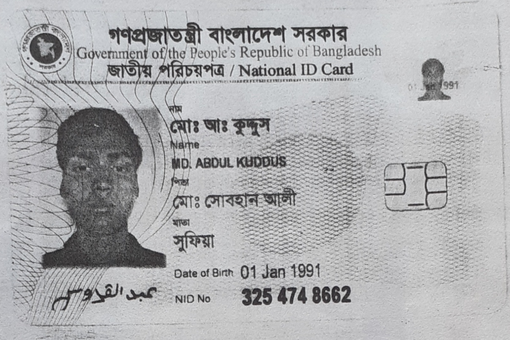 গণপ্রজাতন্ত্রী বাংলাদেশ সরকার
Government of the People's Republic of Bangladesh
জাতীয় পরিচয়পত্র / National ID Card
01 Jan 1991
নাম
মোঃ আঃ কুদ্দুস
Name
MD. ABDUL KUDDUS
পিতা
মোঃ সোবহান আলী
মাতা
সুফিয়া
Date of Birth 01 Jan 1991
عبد القدوس
NID No 325 474 8662